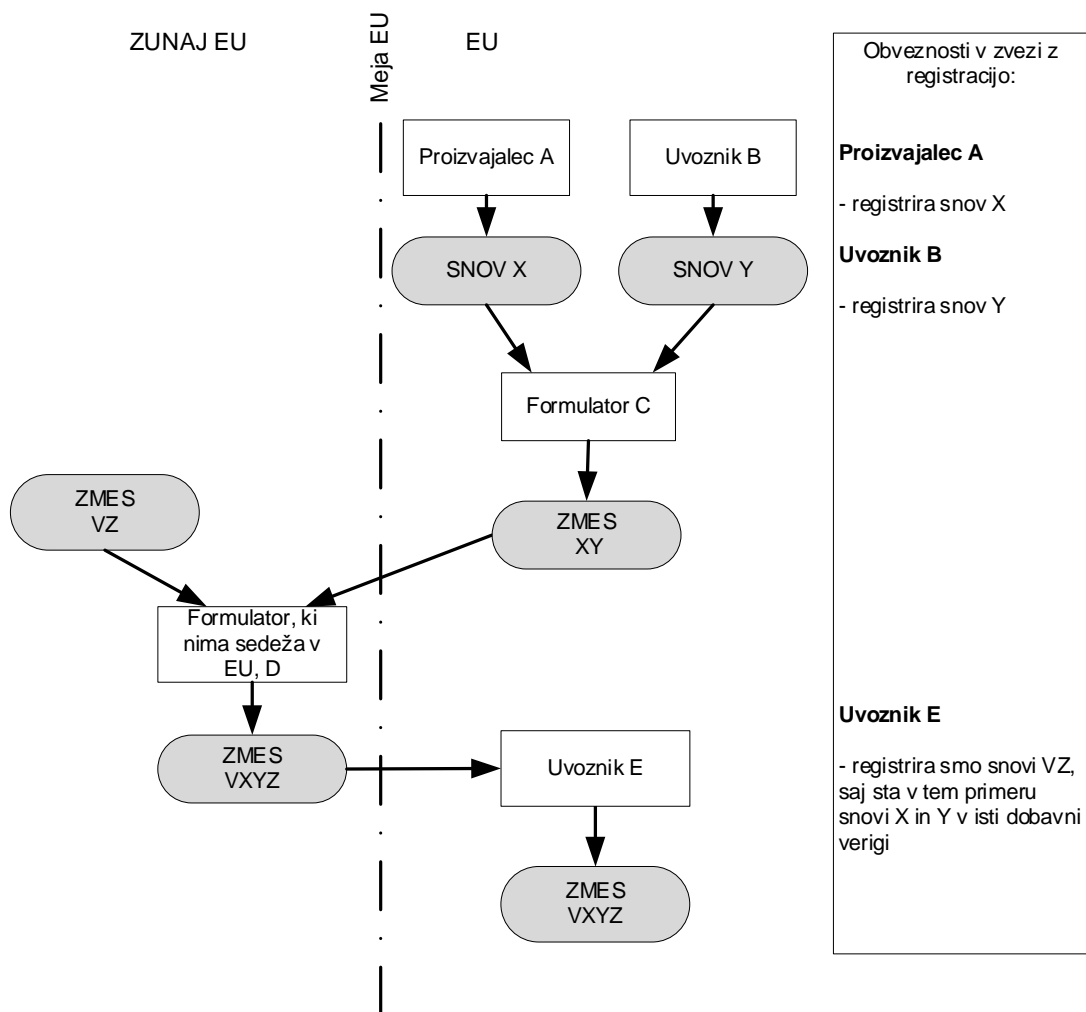 ZUNAJ EU
Meja EU
EU
Proizvajalec A
Uvoznik B
SNOV X
SNOV Y
Formulator C
ZMES
VZ
ZMES
XY
Formulator, ki
nima sedeža v
EU, D
ZMES
VXYZ
Uvoznik E
ZMES
VXYZ
Obveznosti v zvezi z
registracijo:
Proizvajalec A
- registrira snov X
Uvoznik B
- registrira snov Y
Uvoznik E
- registrira smo snovi VZ,
saj sta v tem primeru
snovi X in Y v isti dobavni
verigi